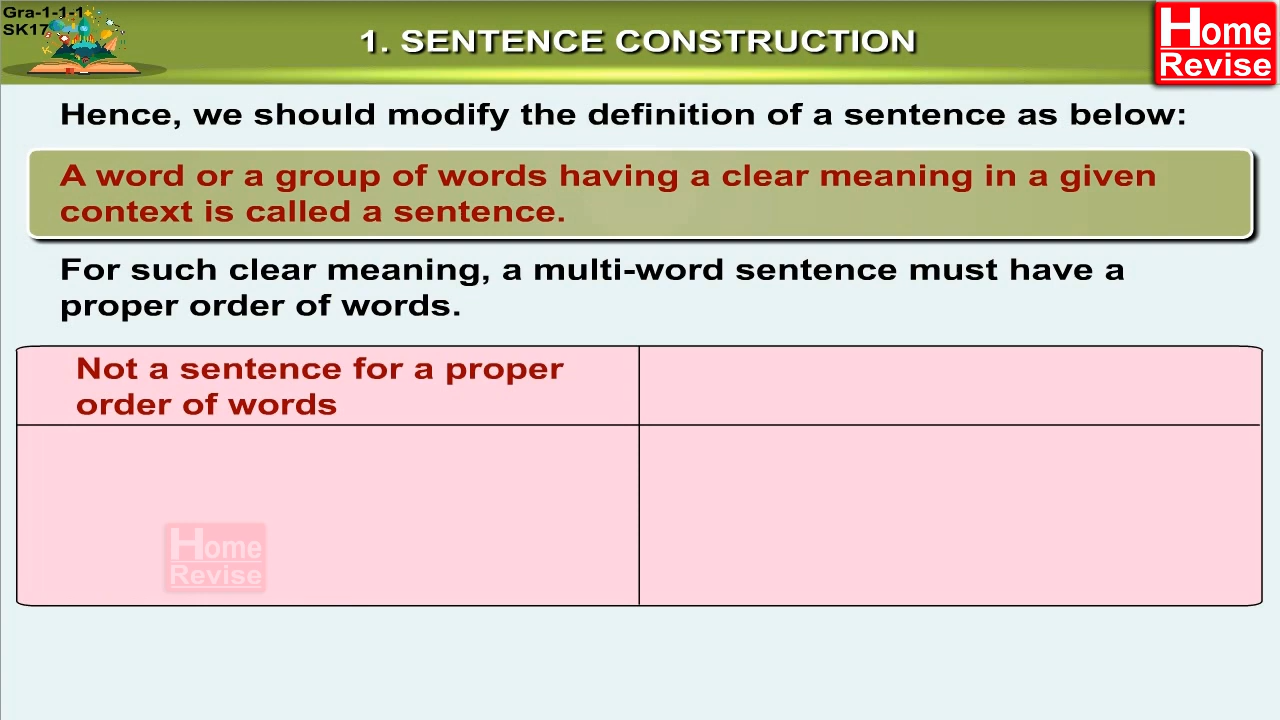 Gra-1-1-1
SK17
1. SENTENCE CONSTRUCTION
Home
Revise
Hence, we should modify the definition of a sentence as below:
A word or a group of words having a clear meaning in a given
context is called a sentence.
For such clear meaning, a multi-word sentence must have a
proper order of words.
Not a sentence for a proper
order of words
Home
Revise